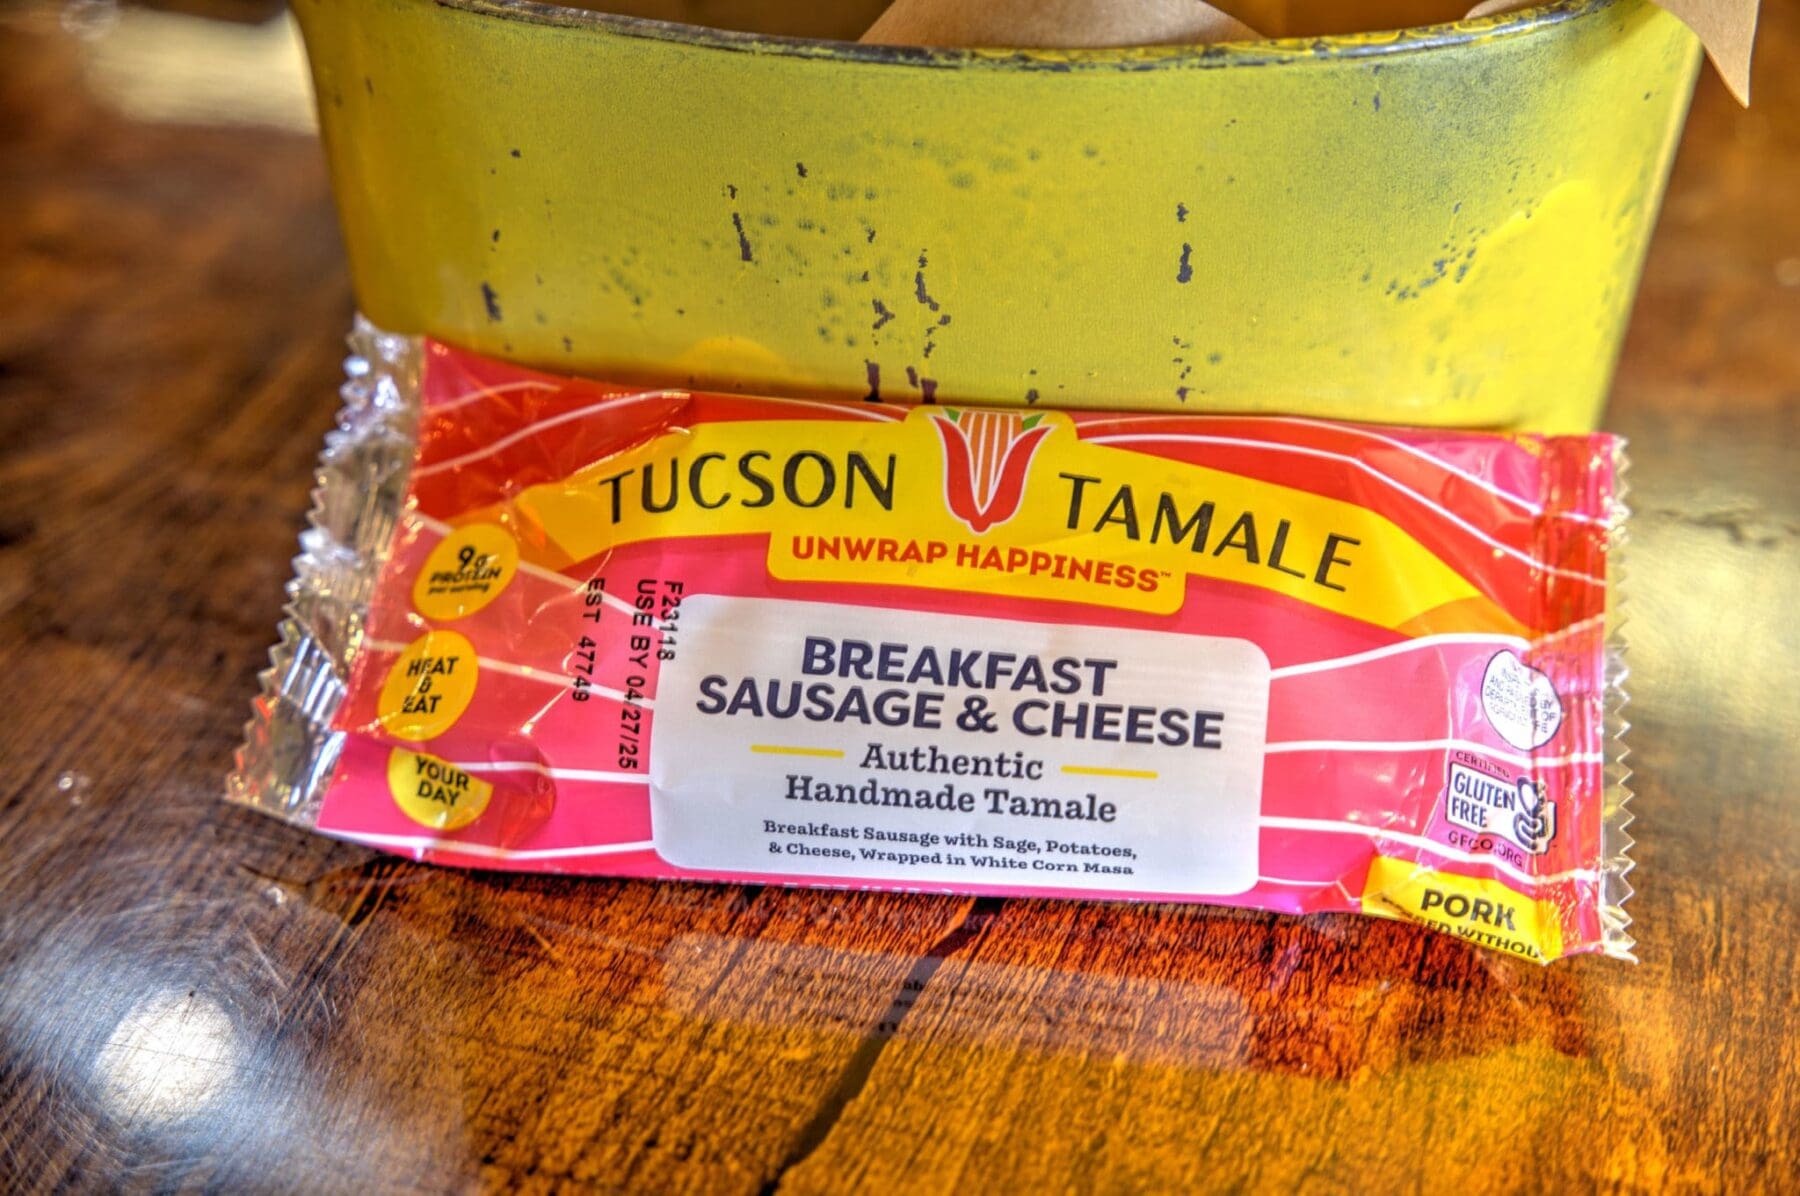 TUCSON TAMALE
UNWRAP HAPPINESS™
9g
PROTEIN
per serving
HEAT
&
EAT
YOUR
DAY
F23118
USE BY 04/27/25
EST 47749
BREAKFAST
SAUSAGE & CHEESE
Authentic
Handmade Tamale
Breakfast Sausage with Sage, Potatoes,
& Cheese, Wrapped in White Corn Masa
CERTIFIED
GLUTEN
FREE
GFCO.ORG
PORK